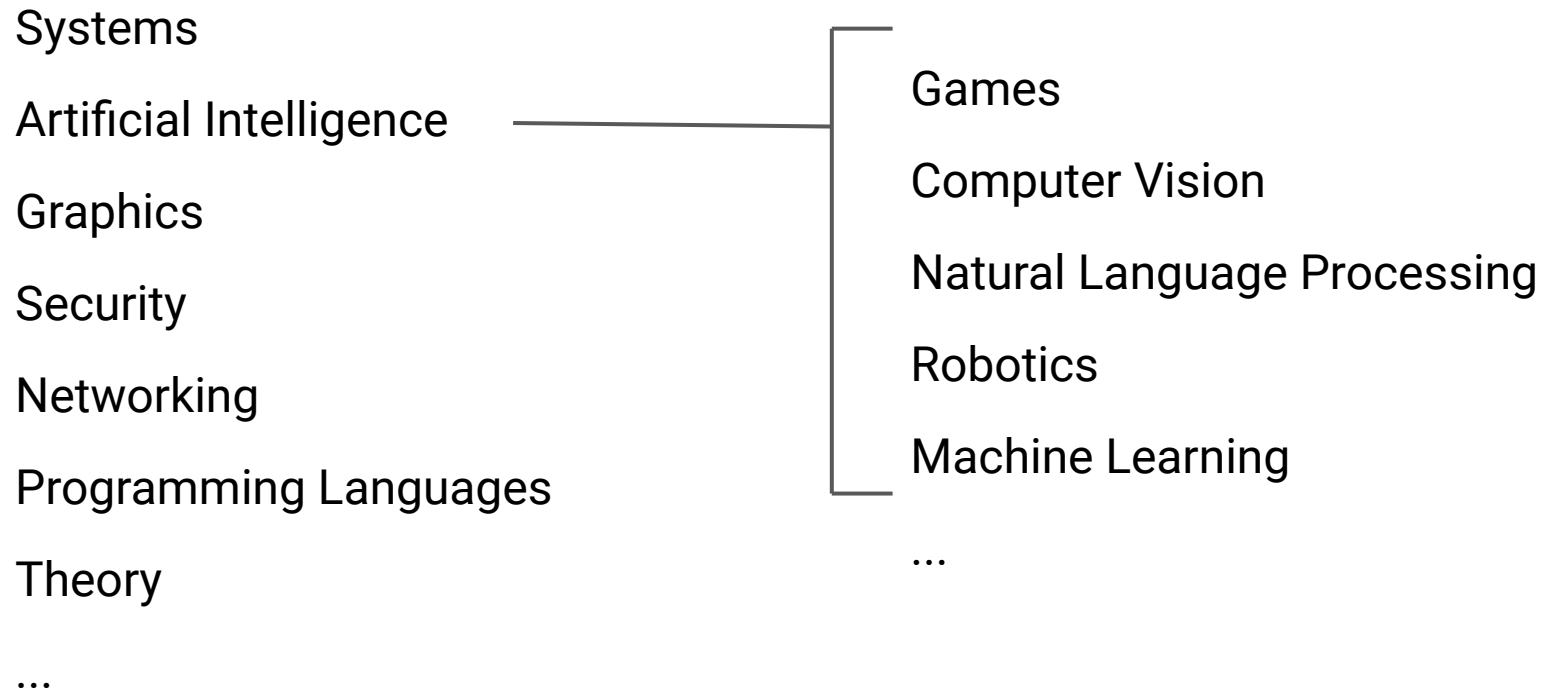 Systems
Artificial Intelligence
Graphics
Security
Networking
Programming Languages
Theory
...
Games
Computer Vision
Natural Language Processing
Robotics
Machine Learning
...